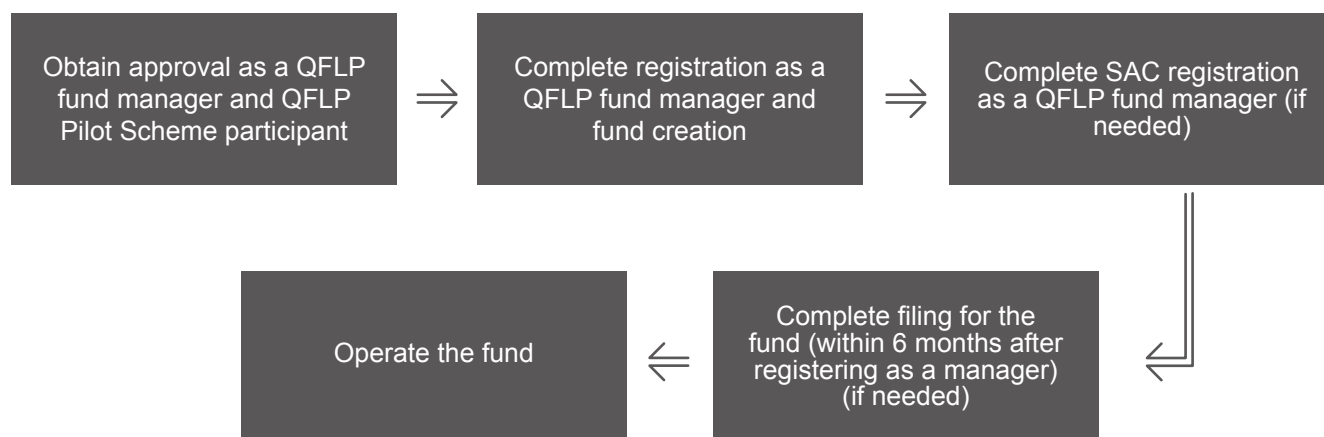 Obtain approval as a QFLP
fund manager and QFLP
Pilot Scheme participant
Complete registration as a
QFLP fund manager and
fund creation
Complete SAC registration
as a QFLP fund manager (if
needed)
Complete filing for the
fund (within 6 months after
registering as a manager)
(if needed)
Operate the fund